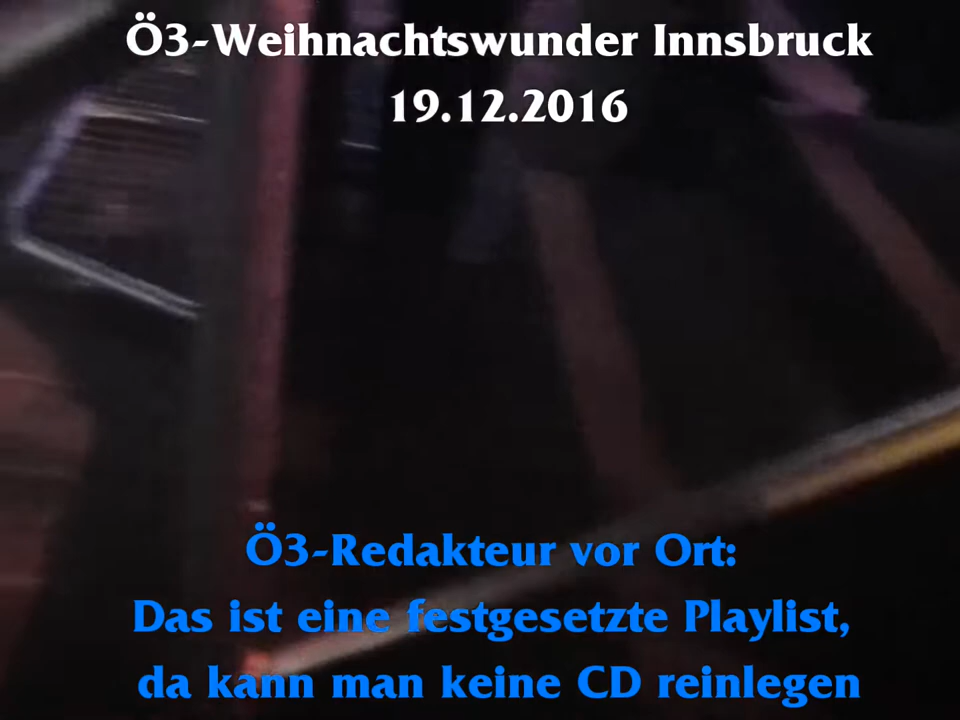 Ö3-Weihnachtswunder Innsbruck
19.12.2016
Ö3-Redakteur vor Ort:
Das ist eine festgesetzte Playlist,
da kann man keine CD reinlegen